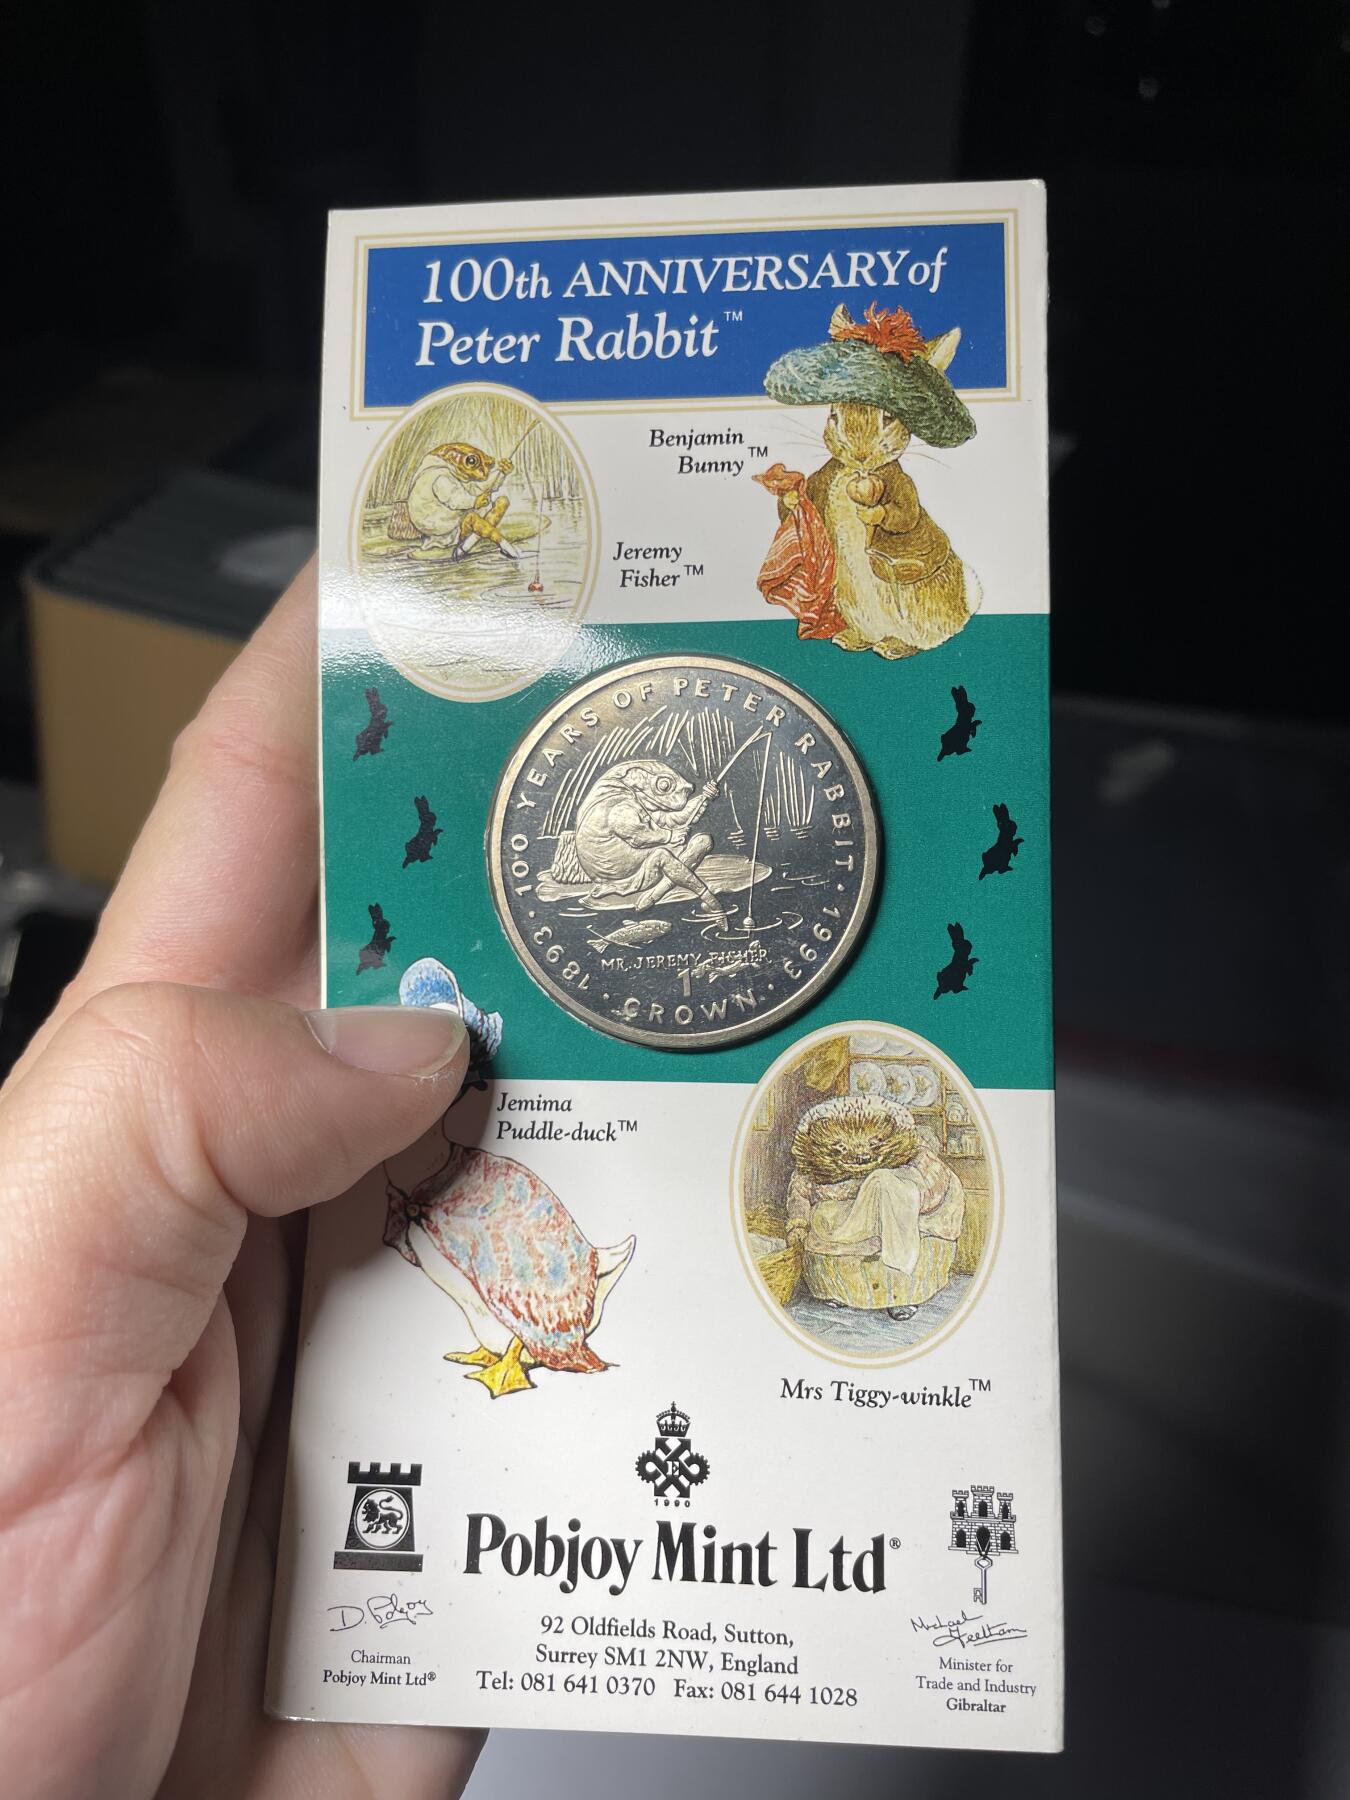 100th ANNIVERSARY of
Peter Rabbit™
Benjamin
Bunny™
Jeremy
Fisher™
100 YEARS OF PETER RABBIT · 1993 ·
1893 ·
MR. JEREMY FISHER
1
CROWN
Jemima
Puddle-duck™
Mrs Tiggy-winkle™
1990
Pobjoy Mint Ltd®
92 Oldfields Road, Sutton,
Surrey SM1 2NW, England
Tel: 081 641 0370 Fax: 081 644 1028
D. Pobjoy
Chairman
Pobjoy Mint Ltd®
Michael
Feetham
Minister for
Trade and Industry
Gibraltar